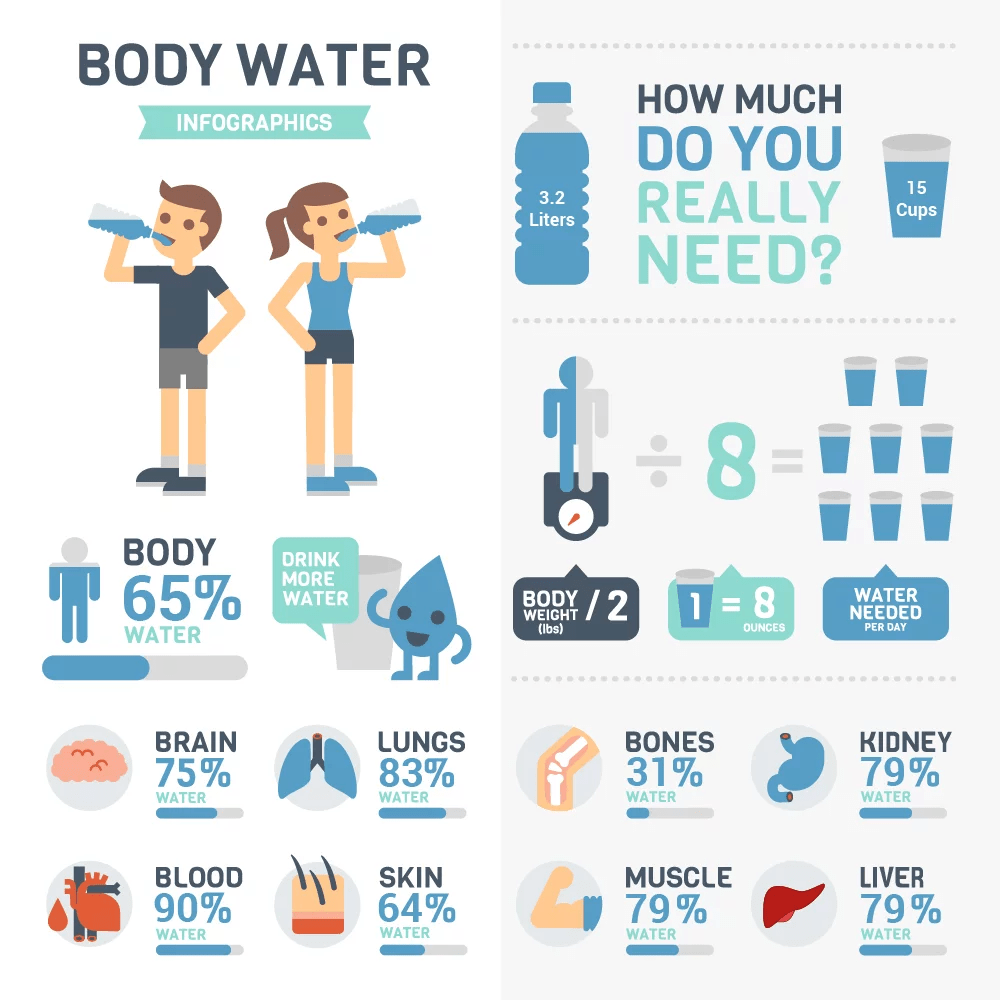 BODY WATER
INFOGRAPHICS
BODY
65%
WATER
DRINK
MORE
WATER
BRAIN
75%
WATER
LUNGS
83%
WATER
BLOOD
90%
WATER
SKIN
64%
WATER
HOW MUCH
DO YOU
REALLY
NEED?
3.2
Liters
15
Cups
÷ 8 =
BODY
WEIGHT / 2
(lbs)
1 = 8
OUNCES
WATER
NEEDED
PER DAY
BONES
31%
WATER
KIDNEY
79%
WATER
MUSCLE
79%
WATER
LIVER
79%
WATER